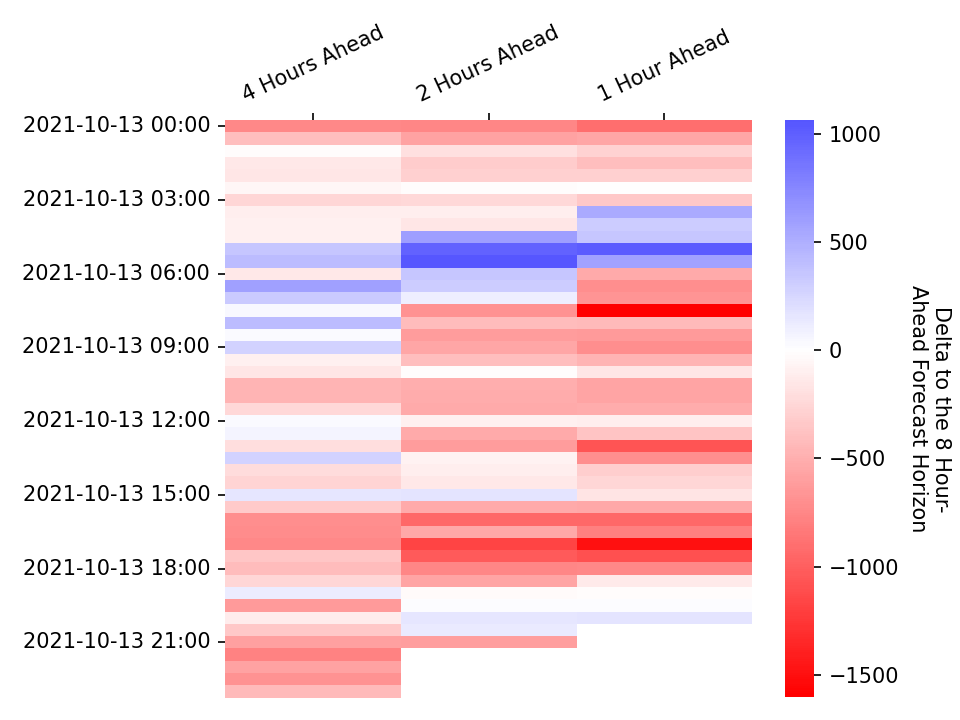 4 Hours Ahead
2 Hours Ahead
1 Hour Ahead
2021-10-13 00:00
2021-10-13 03:00
2021-10-13 06:00
2021-10-13 09:00
2021-10-13 12:00
2021-10-13 15:00
2021-10-13 18:00
2021-10-13 21:00
1000
500
0
−500
−1000
−1500
Delta to the 8 Hour-
Ahead Forecast Horizon